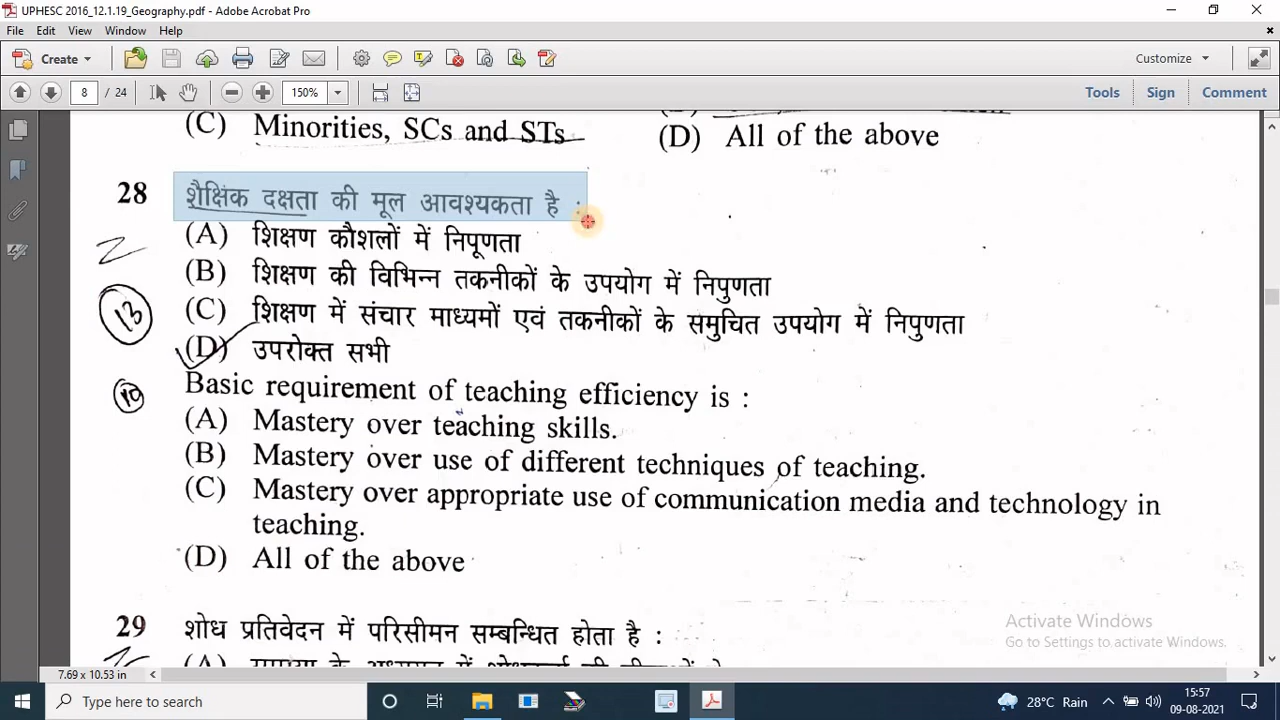 UPHESC 2016_12.1.19_Geography.pdf - Adobe Acrobat Pro
File Edit View Window Help
Create Customize
8 / 24 150% Tools Sign Comment
(C) Minorities, SCs and STs (D) All of the above
28 शैक्षिक दक्षता की मूल आवश्यकता है :
(A) शिक्षण कौशलों में निपूणता
(B) शिक्षण की विभिन्न तकनीकों के उपयोग में निपुणता
13 (C) शिक्षण में संचार माध्यमों एवं तकनीकों के समुचित उपयोग में निपुणता
(D) उपरोक्त सभी
10 Basic requirement of teaching efficiency is :
(A) Mastery over teaching skills.
(B) Mastery over use of different techniques of teaching.
(C) Mastery over appropriate use of communication media and technology in
teaching.
(D) All of the above
29 शोध प्रतिवेदन में परिसीमन सम्बन्धित होता है :
Activate Windows
Go to Settings to activate Windows.
7.69 x 10.53 in
Type here to search 28°C Rain 15:57
09-08-2021